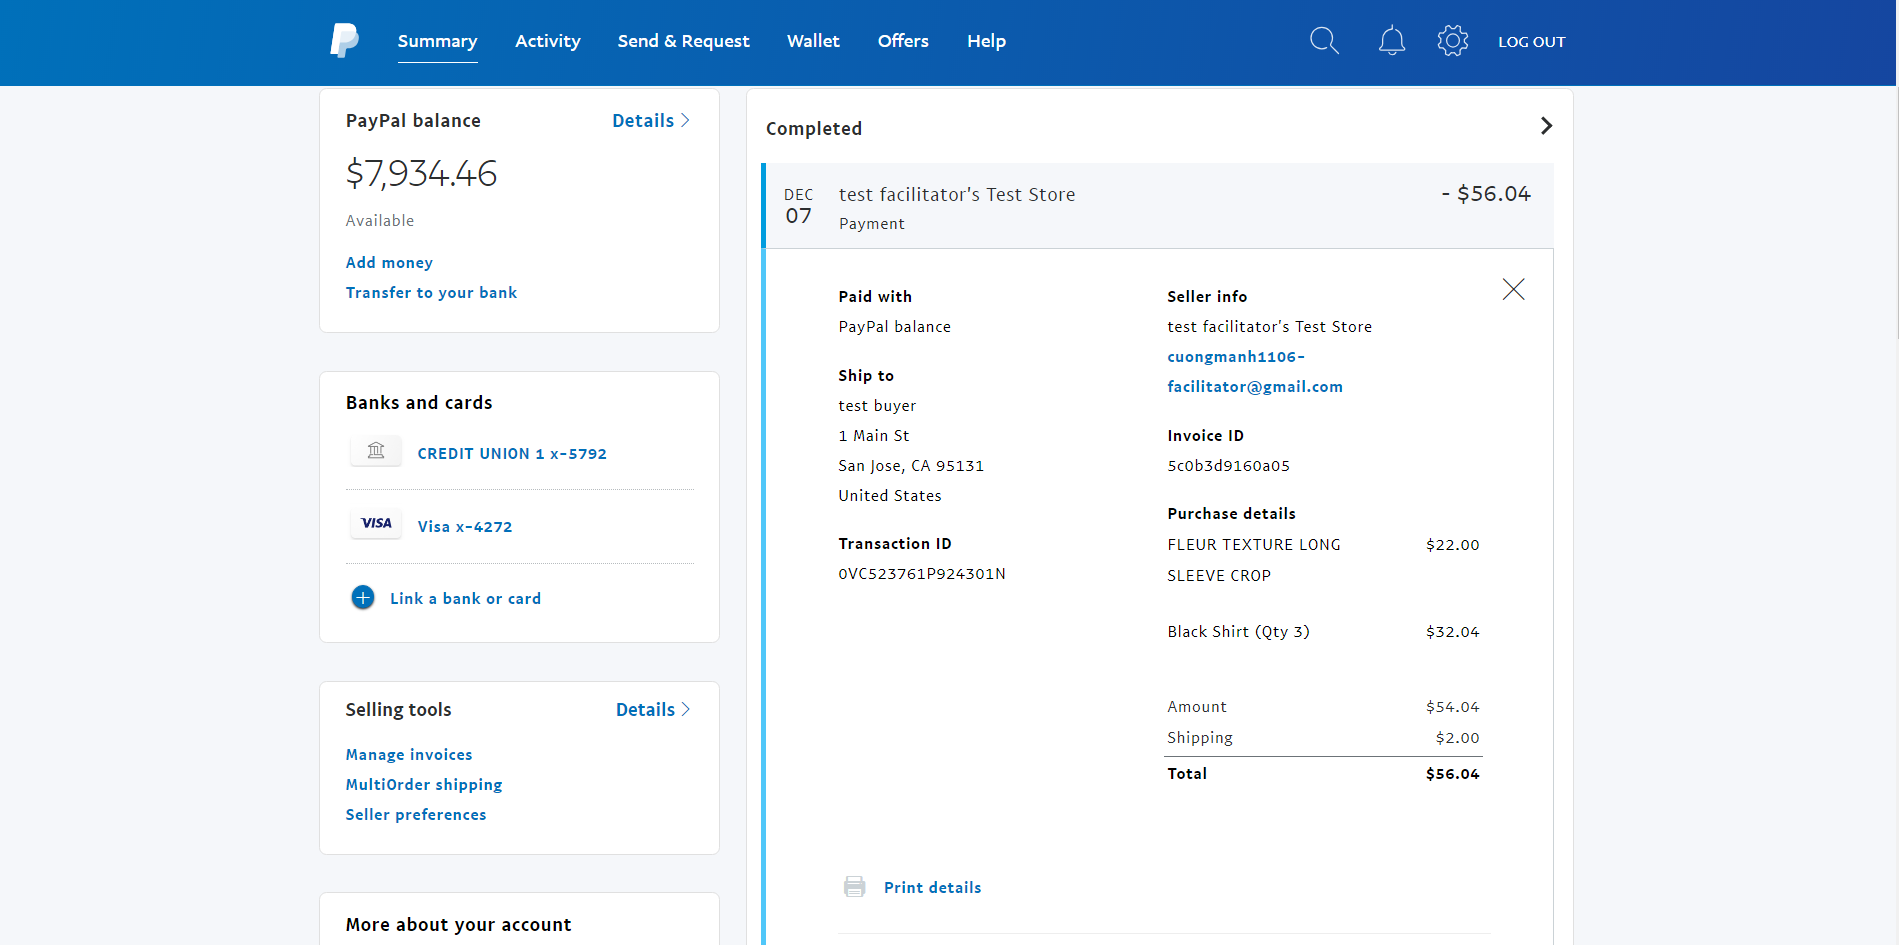 Summary Activity Send & Request Wallet Offers Help LOG OUT
PayPal balance Details
$7,934.46
Available
Add money
Transfer to your bank
Banks and cards
CREDIT UNION 1 x-5792
VISA Visa x-4272
Link a bank or card
Selling tools Details
Manage invoices
MultiOrder shipping
Seller preferences
More about your account
Completed
DEC
07
test facilitator's Test Store - $56.04
Payment
Paid with
PayPal balance
Ship to
test buyer
1 Main St
San Jose, CA 95131
United States
Transaction ID
0VC523761P924301N
Seller info
test facilitator's Test Store
cuongmanh1106-
facilitator@gmail.com
Invoice ID
5c0b3d9160a05
Purchase details
FLEUR TEXTURE LONG $22.00
SLEEVE CROP
Black Shirt (Qty 3) $32.04
Amount $54.04
Shipping $2.00
Total $56.04
Print details